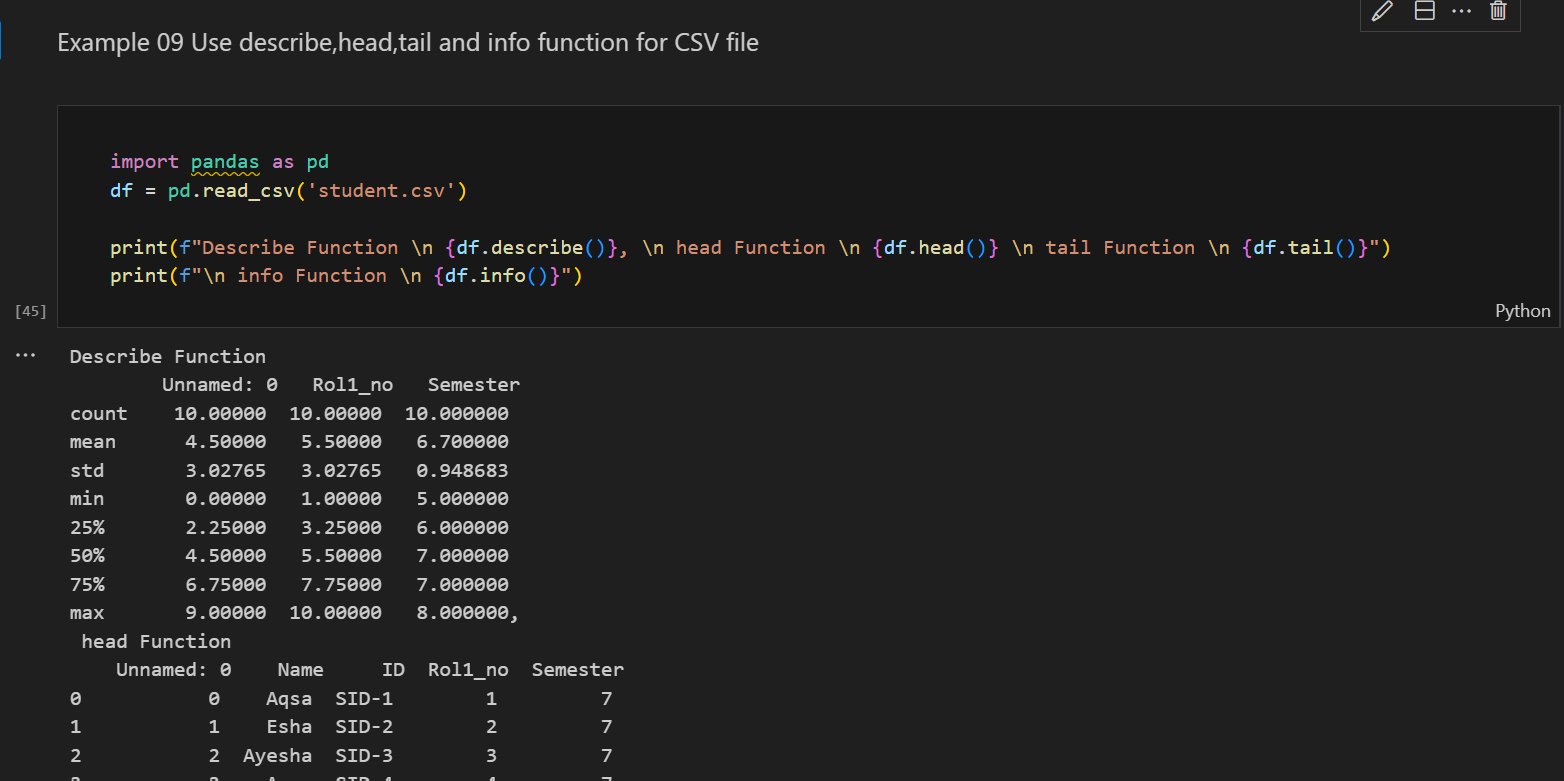 Example 09 Use describe,head,tail and info function for CSV file
import pandas as pd
df = pd.read_csv('student.csv')
print(f"Describe Function \n {df.describe()}, \n head Function \n {df.head()} \n tail Function \n {df.tail()}")
print(f"\n info Function \n {df.info()}")
[45]
Python
Describe Function
Unnamed: 0 Rol1_no Semester
count 10.00000 10.00000 10.000000
mean 4.50000 5.50000 6.700000
std 3.02765 3.02765 0.948683
min 0.00000 1.00000 5.000000
25% 2.25000 3.25000 6.000000
50% 4.50000 5.50000 7.000000
75% 6.75000 7.75000 7.000000
max 9.00000 10.00000 8.000000,
head Function
Unnamed: 0 Name ID Rol1_no Semester
0 0 Aqsa SID-1 1 7
1 1 Esha SID-2 2 7
2 2 Ayesha SID-3 3 7